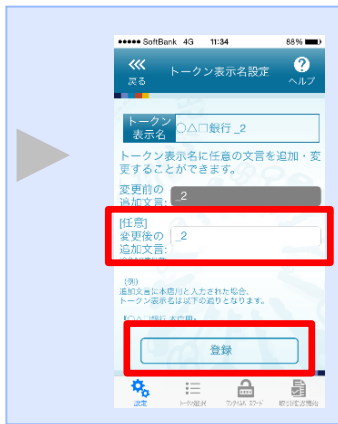 SoftBank 4G 11:34 88%
戻る
トークン表示名設定
?
ヘルプ
トークン
表示名
○△□銀行 _2
トークン表示名に任意の文言を追加・変
更することができます。
変更前の
追加文言:
_2
[任意]
変更後の
追加文言:
_2
(例)
追加文言に本店用と入力された場合、
トークン表示名は以下の通りとなります。
登録
設定